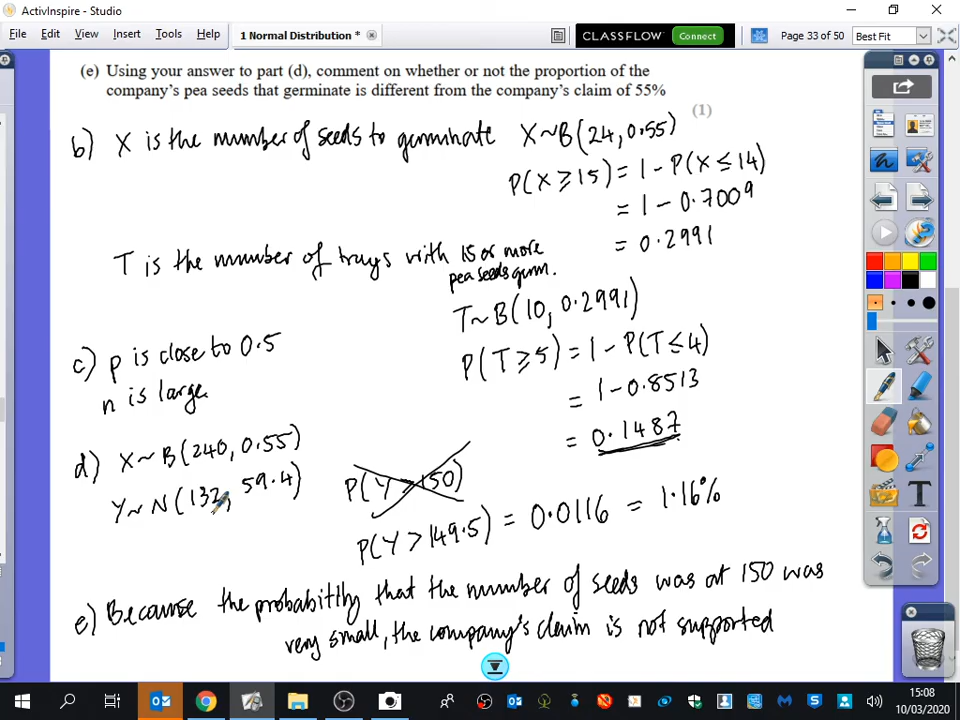 ActivInspire - Studio
File Edit View Insert Tools Help
1 Normal Distribution *
CLASSFLOW Connect
Page 33 of 50
Best Fit
(e) Using your answer to part (d), comment on whether or not the proportion of the
company's pea seeds that germinate is different from the company's claim of 55%
(1)
b) X is the number of seeds to germinate X~B(24, 0.55)
P(X ≥ 15) = 1 - P(X ≤ 14)
= 1 - 0.7009
= 0.2991
T is the number of trays with 15 or more
pea seeds germ.
T~B(10, 0.2991)
P(T ≥ 5) = 1 - P(T ≤ 4)
= 1 - 0.8513
= 0.1487
c) p is close to 0.5
n is large
d) X~B(240, 0.55)
Y~N(132, 59.4)
P(Y > 150)
P(Y > 149.5) = 0.0116 = 1.16%
e) Because the probabitlby that the number of seeds was at 150 was
very small, the company's claim is not supported
15:08
10/03/2020